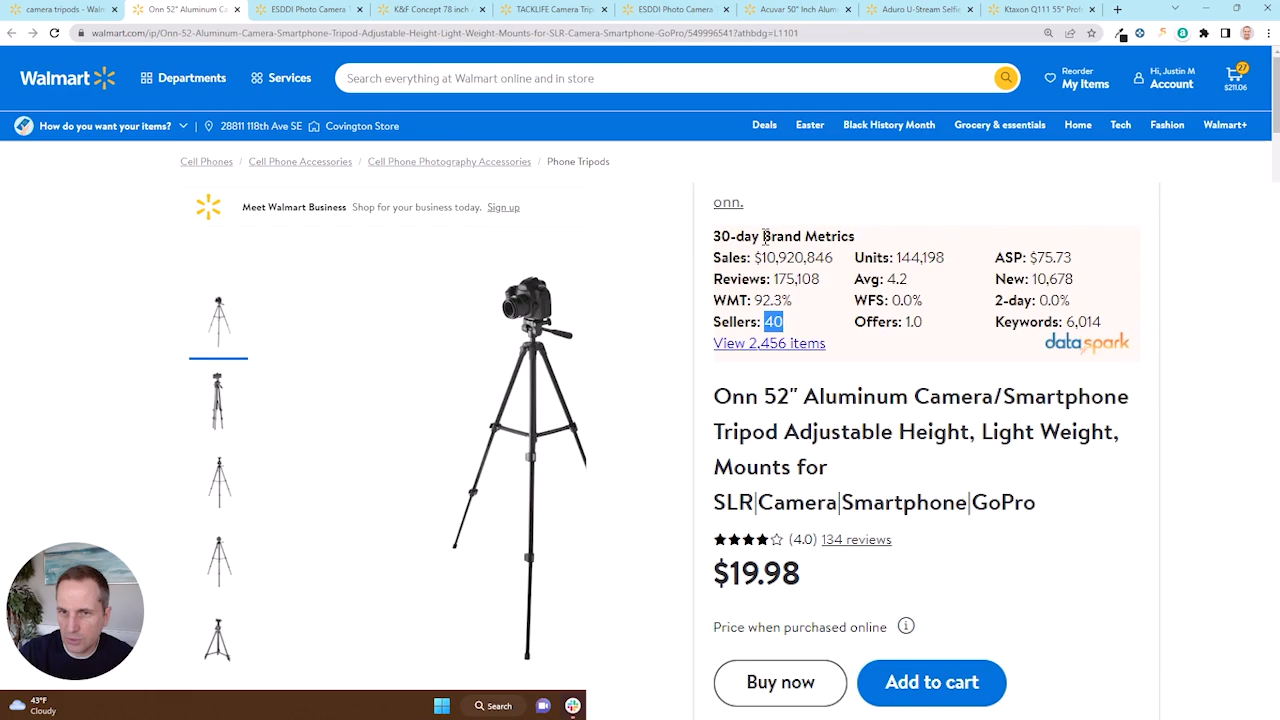 camera tripods – Waln
Onn 52" Aluminum Ca
ESDDI Photo Camera T
K&F Concept 78 inch A
TACKLIFE Camera Trip
ESDDI Photo Camera
Acuvar 50" Inch Alum
Aduro U-Stream Selfie
Ktaxon Q111 55" Prof
walmart.com/ip/Onn-52-Aluminum-Camera-Smartphone-Tripod-Adjustable-Height-Light-Weight-Mounts-for-SLR-Camera-Smartphone-GoPro/549996541?athbdg=L1101
Walmart
Departments
Services
Search everything at Walmart online and in store
Reorder
My Items
Hi, Justin M
Account
27
$211.06
How do you want your items?
28811 118th Ave SE
Covington Store
Deals
Easter
Black History Month
Grocery & essentials
Home
Tech
Fashion
Walmart+
Cell Phones / Cell Phone Accessories / Cell Phone Photography Accessories / Phone Tripods
Meet Walmart Business Shop for your business today. Sign up
onn.
30-day Brand Metrics
Sales: $10,920,846 Units: 144,198 ASP: $75.73
Reviews: 175,108 Avg: 4.2 New: 10,678
WMT: 92.3% WFS: 0.0% 2-day: 0.0%
Sellers: 40 Offers: 1.0 Keywords: 6,014
View 2,456 items
dataspark
Onn 52" Aluminum Camera/Smartphone
Tripod Adjustable Height, Light Weight,
Mounts for
SLR|Camera|Smartphone|GoPro
(4.0) 134 reviews
$19.98
Price when purchased online
Buy now
Add to cart
43°F
Cloudy
Search